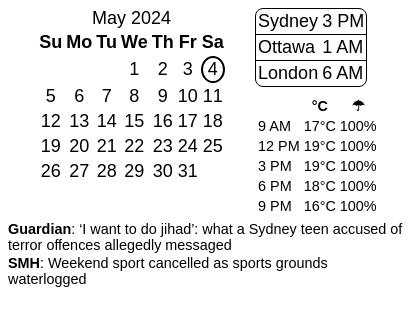 May 2024
Su Mo Tu We Th Fr Sa
1 2 3 4
5 6 7 8 9 10 11
12 13 14 15 16 17 18
19 20 21 22 23 24 25
26 27 28 29 30 31
Sydney 3 PM
Ottawa 1 AM
London 6 AM
°C ☂
9 AM 17°C 100%
12 PM 19°C 100%
3 PM 19°C 100%
6 PM 18°C 100%
9 PM 16°C 100%
Guardian: ‘I want to do jihad’: what a Sydney teen accused of
terror offences allegedly messaged
SMH: Weekend sport cancelled as sports grounds
waterlogged